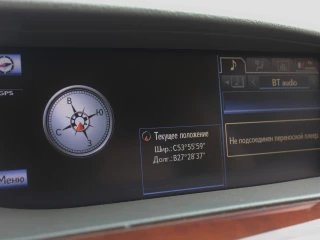 GPS
В
Ю
С
З
Меню
Текущее положение
Шир.:С53°55'59"
Долг.:В27°28'37"
BT audio
Не подсоединен переносной плеер.